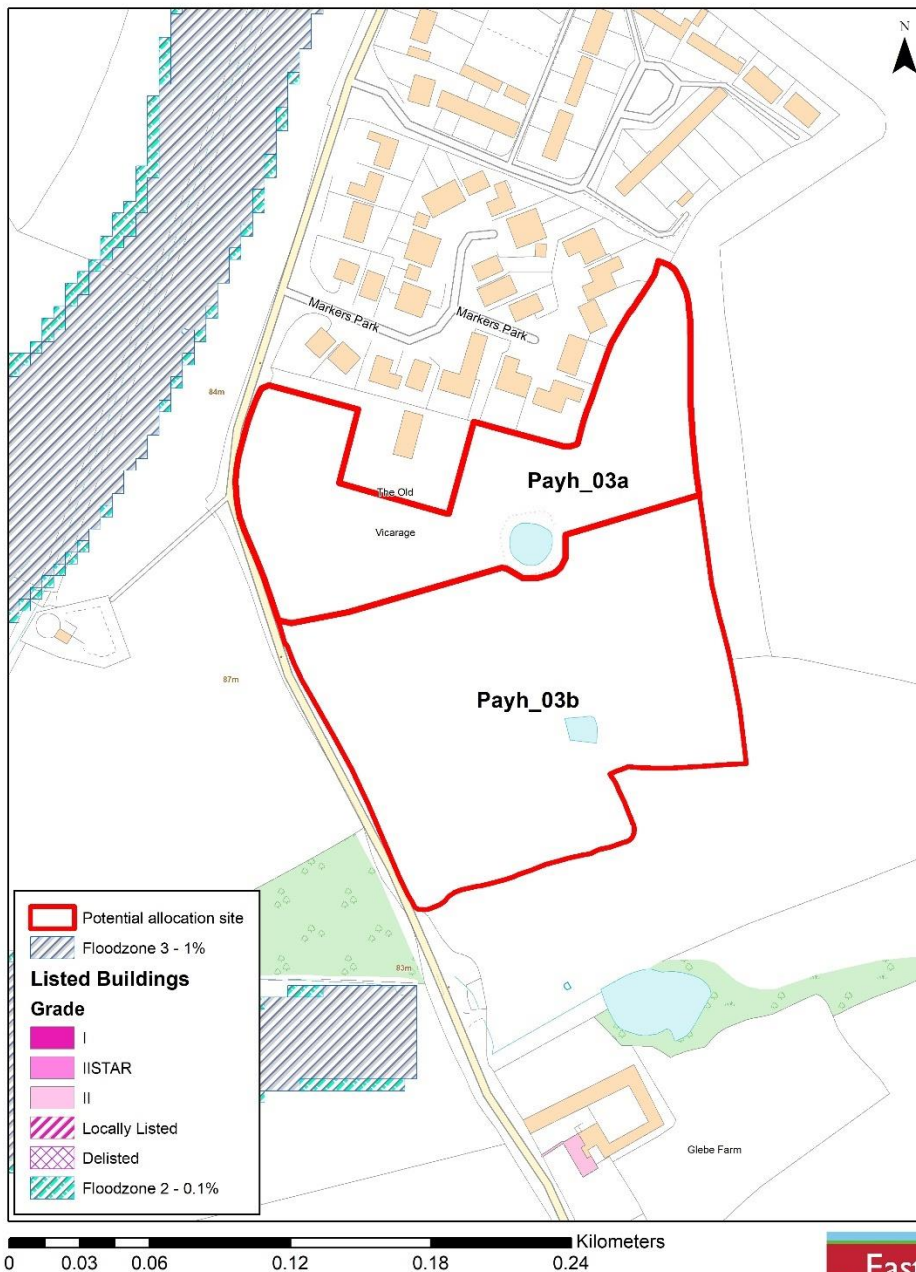 N
Markers Park
Markers Park
84m
Payh_03a
The Old
Vicarage
87m
Payh_03b
83m
Glebe Farm
Potential allocation site
Floodzone 3 - 1%
Listed Buildings
Grade
I
IISTAR
II
Locally Listed
Delisted
Floodzone 2 - 0.1%
Kilometers
0 0.03 0.06 0.12 0.18 0.24
East